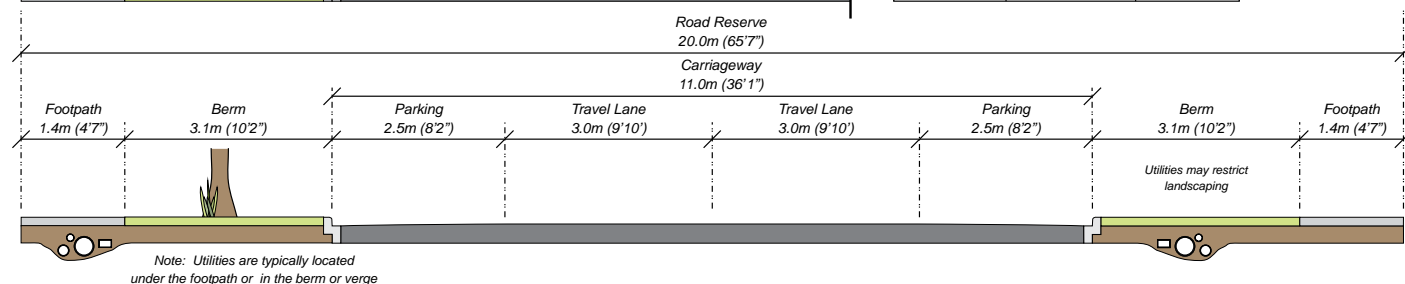 Road Reserve
20.0m (65'7")
Carriageway
11.0m (36'1")
Footpath
1.4m (4'7")
Berm
3.1m (10'2")
Parking
2.5m (8'2")
Travel Lane
3.0m (9'10')
Travel Lane
3.0m (9'10')
Parking
2.5m (8'2")
Berm
3.1m (10'2")
Footpath
1.4m (4'7")
Utilities may restrict
landscaping
Note: Utilities are typically located
under the footpath or in the berm or verge